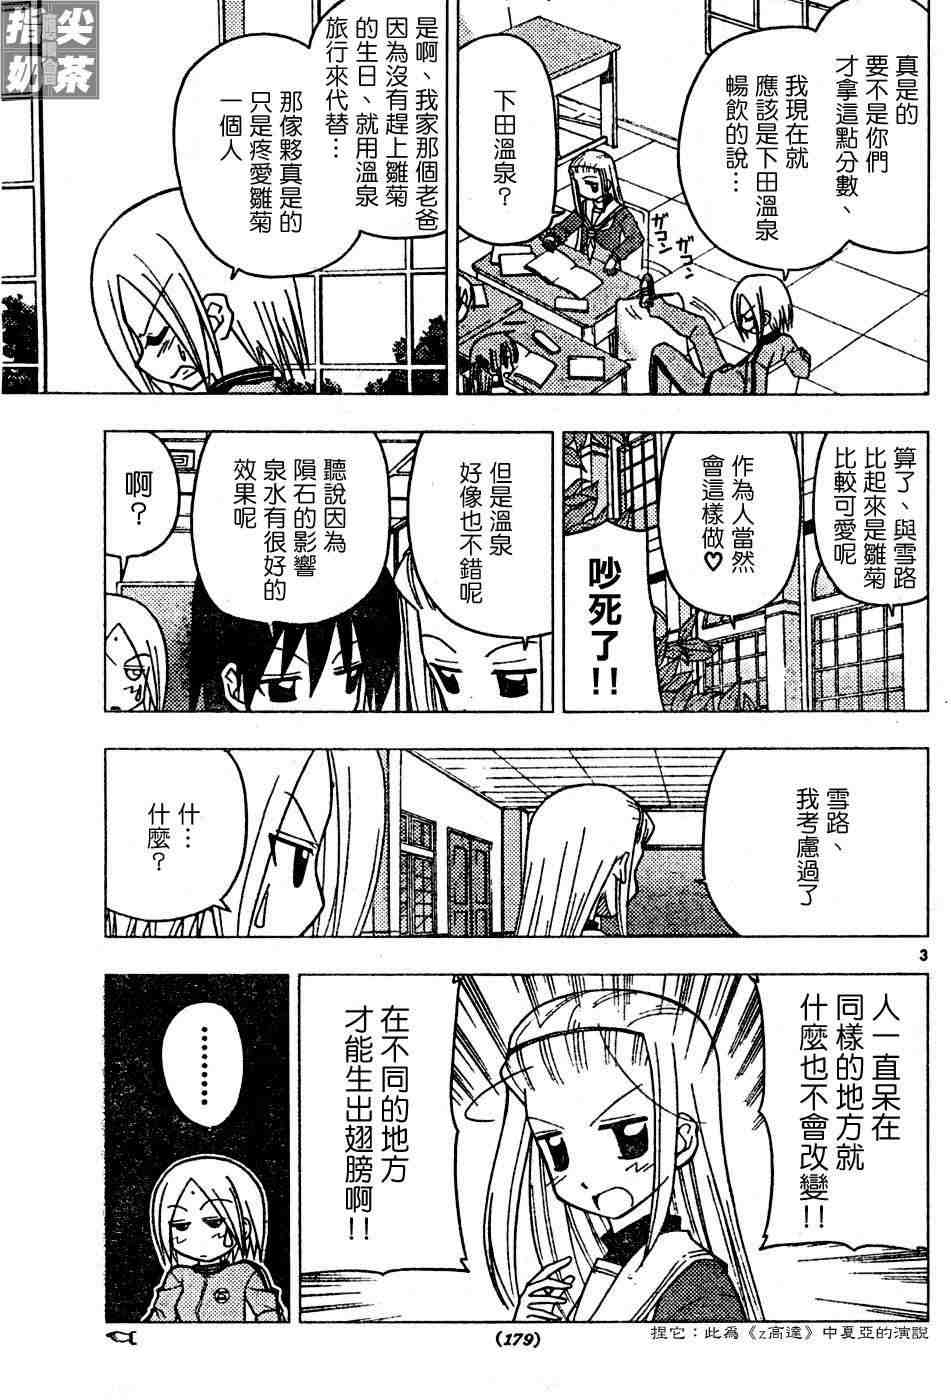 真是的
要不是你們
才拿這點分數、
我現在就
應該是下田溫泉
暢飲的說…
ガコン
ガコン
下田溫泉？
是啊、我家那個老爸
因為沒有趕上雛菊
的生日、就用溫泉
旅行來代替…
那傢夥真是的
只是疼愛雛菊
一個人
算了、與雪路
比起來是雛菊
比較可愛呢
作為人當然
會這樣做♥
吵死了!!
但是溫泉
好像也不錯呢
聽說因為
隕石的影響
泉水有很好的
效果呢
啊？
雪路、
我考慮過了
什…
什麼？
3
人一直呆在
同樣的地方就
什麼也不會改變!!
在不同的地方
才能生出翅膀啊!!
………
(179)
捏它：此為《z高達》中夏亞的演說
指尖
奶茶